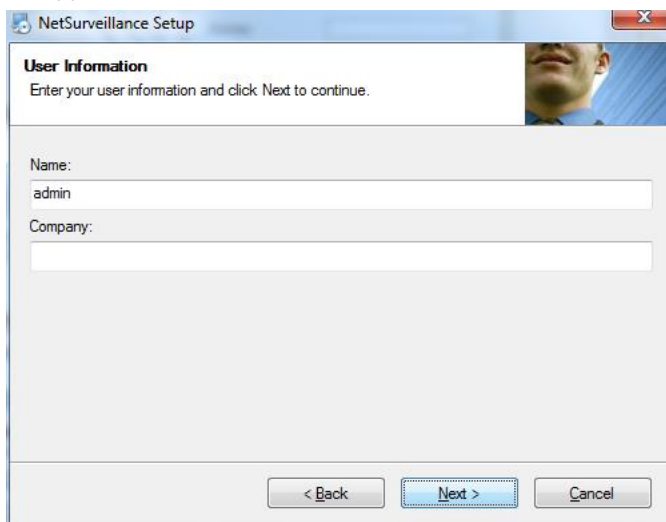 NetSurveillance Setup
User Information
Enter your user information and click Next to continue.
Name:
admin
Company:
< Back
Next >
Cancel